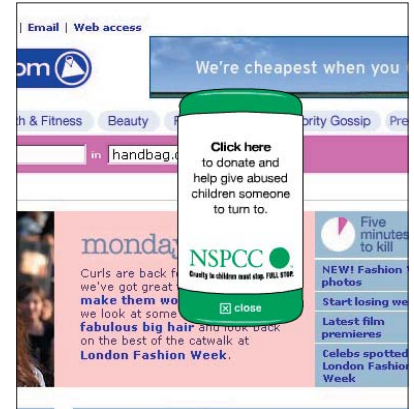 | Email | Web access
om
We're cheapest when you
th & Fitness Beauty
brity Gossip Pre
in handbag.c
Click here
to donate and
help give abused
children someone
to turn to.
NSPCC
Cruelty to children must stop. FULL STOP.
close
monday
Curls are back f
we've got great
make them wo
we look at some
fabulous big hair and look back
on the best of the catwalk at
London Fashion Week.
Five
minutes
to kill
NEW! Fashion
photos
Start losing we
Latest film
premieres
Celebs spotted
London Fashion
Week